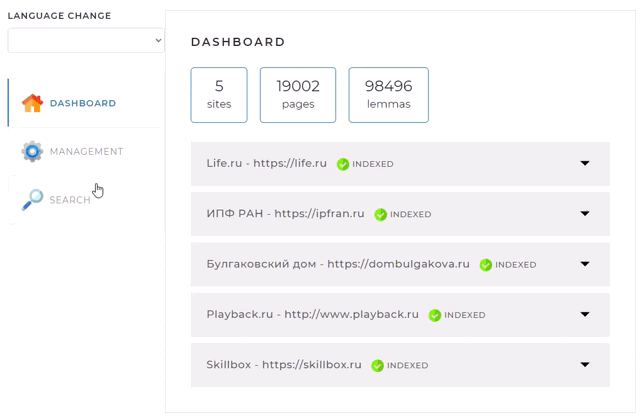 LANGUAGE CHANGE
DASHBOARD
MANAGEMENT
SEARCH
DASHBOARD
5
sites
19002
pages
98496
lemmas
Life.ru - https://life.ru INDEXED
ИПФ РАН - https://ipfran.ru INDEXED
Булгаковский дом - https://dombulgakova.ru INDEXED
Playback.ru - http://www.playback.ru INDEXED
Skillbox - https://skillbox.ru INDEXED